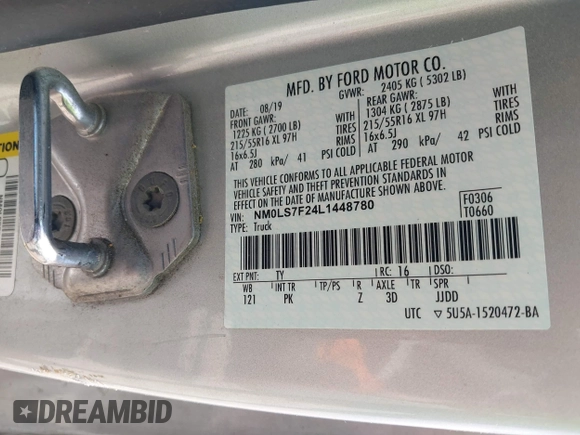 MFD. BY FORD MOTOR CO.
DATE: 08/19 GVWR: 2405 KG ( 5302 LB)
FRONT GAWR: REAR GAWR:
1225 KG ( 2700 LB) WITH 1304 KG ( 2875 LB) WITH
215/55R16 XL 97H TIRES 215/55R16 XL 97H TIRES
16x6.5J RIMS 16x6.5J RIMS
AT 280 kPa/ 41 PSI COLD AT 290 kPa/ 42 PSI COLD
THIS VEHICLE CONFORMS TO ALL APPLICABLE FEDERAL MOTOR
VEHICLE SAFETY AND THEFT PREVENTION STANDARDS IN
EFFECT ON THE DATE OF MANUFACTURE SHOWN ABOVE.
VIN: NM0LS7F24L1448780 F0306
TYPE: Truck T0660
EXT PNT: TY RC: 16 DSO:
WB INT TR TP/PS R AXLE TR SPR
121 PK Z 3D JJDD
UTC ▽5U5A-1520472-BA
DREAMBID